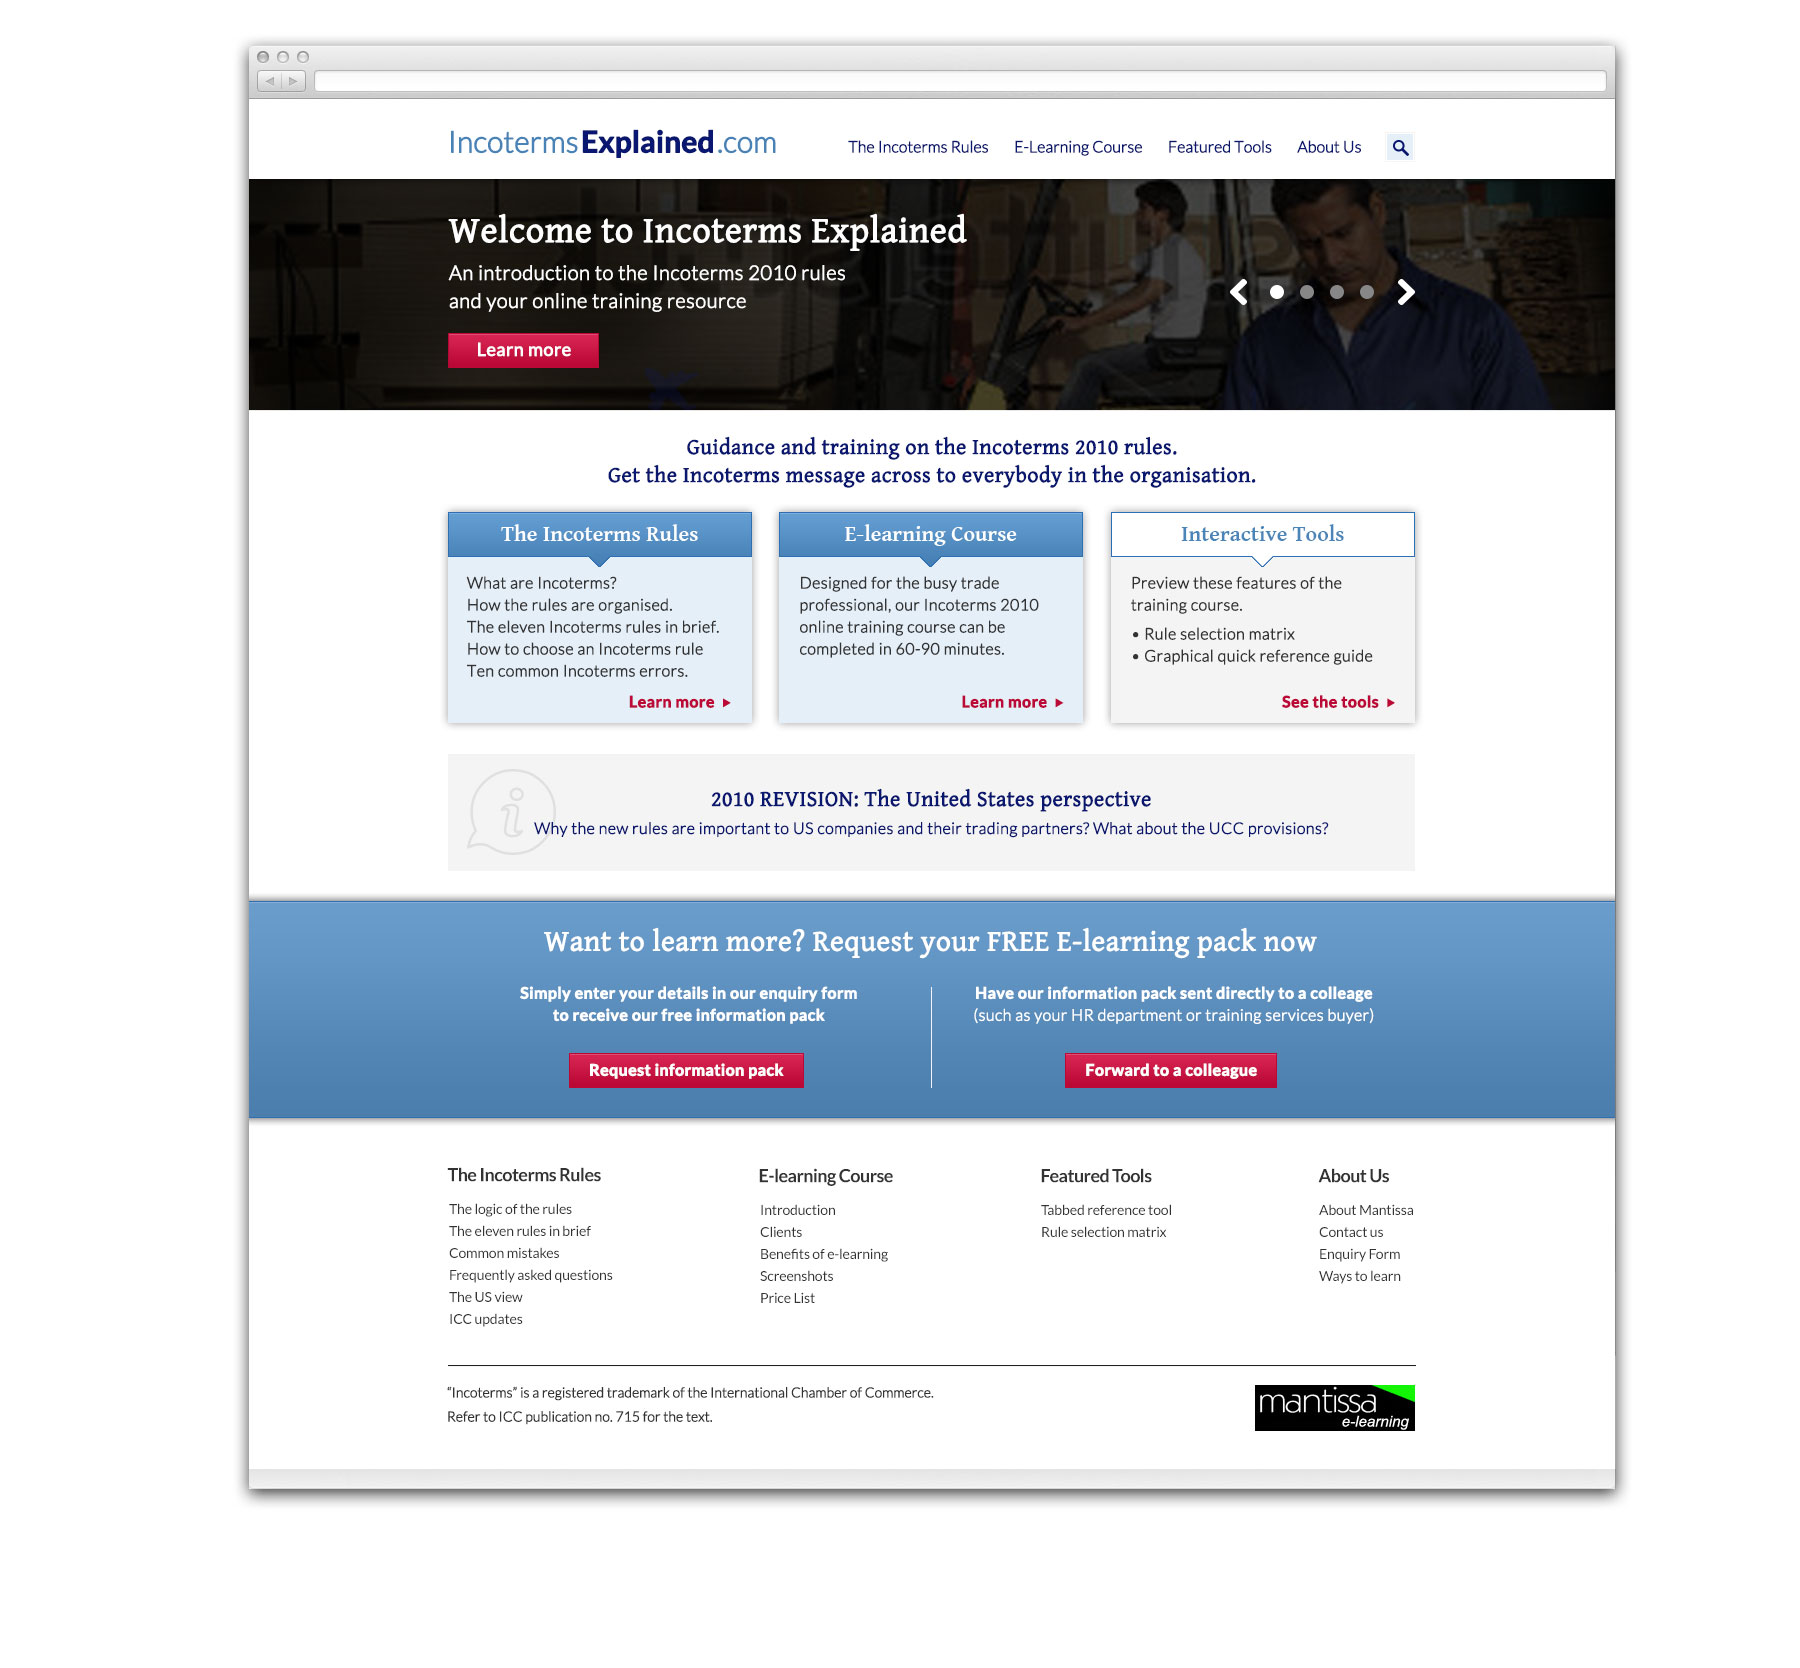 IncotermsExplained.com
The Incoterms Rules
E-Learning Course
Featured Tools
About Us
Welcome to Incoterms Explained
An introduction to the Incoterms 2010 rules
and your online training resource
Learn more
Guidance and training on the Incoterms 2010 rules.
Get the Incoterms message across to everybody in the organisation.
The Incoterms Rules
What are Incoterms?
How the rules are organised.
The eleven Incoterms rules in brief.
How to choose an Incoterms rule
Ten common Incoterms errors.
Learn more
E-learning Course
Designed for the busy trade
professional, our Incoterms 2010
online training course can be
completed in 60-90 minutes.
Learn more
Interactive Tools
Preview these features of the
training course.
• Rule selection matrix
• Graphical quick reference guide
See the tools
2010 REVISION: The United States perspective
Why the new rules are important to US companies and their trading partners? What about the UCC provisions?
Want to learn more? Request your FREE E-learning pack now
Simply enter your details in our enquiry form
to receive our free information pack
Request information pack
Have our information pack sent directly to a colleage
(such as your HR department or training services buyer)
Forward to a colleague
The Incoterms Rules
The logic of the rules
The eleven rules in brief
Common mistakes
Frequently asked questions
The US view
ICC updates
E-learning Course
Introduction
Clients
Benefits of e-learning
Screenshots
Price List
Featured Tools
Tabbed reference tool
Rule selection matrix
About Us
About Mantissa
Contact us
Enquiry Form
Ways to learn
“Incoterms” is a registered trademark of the International Chamber of Commerce.
Refer to ICC publication no. 715 for the text.
mantissa
e-learning